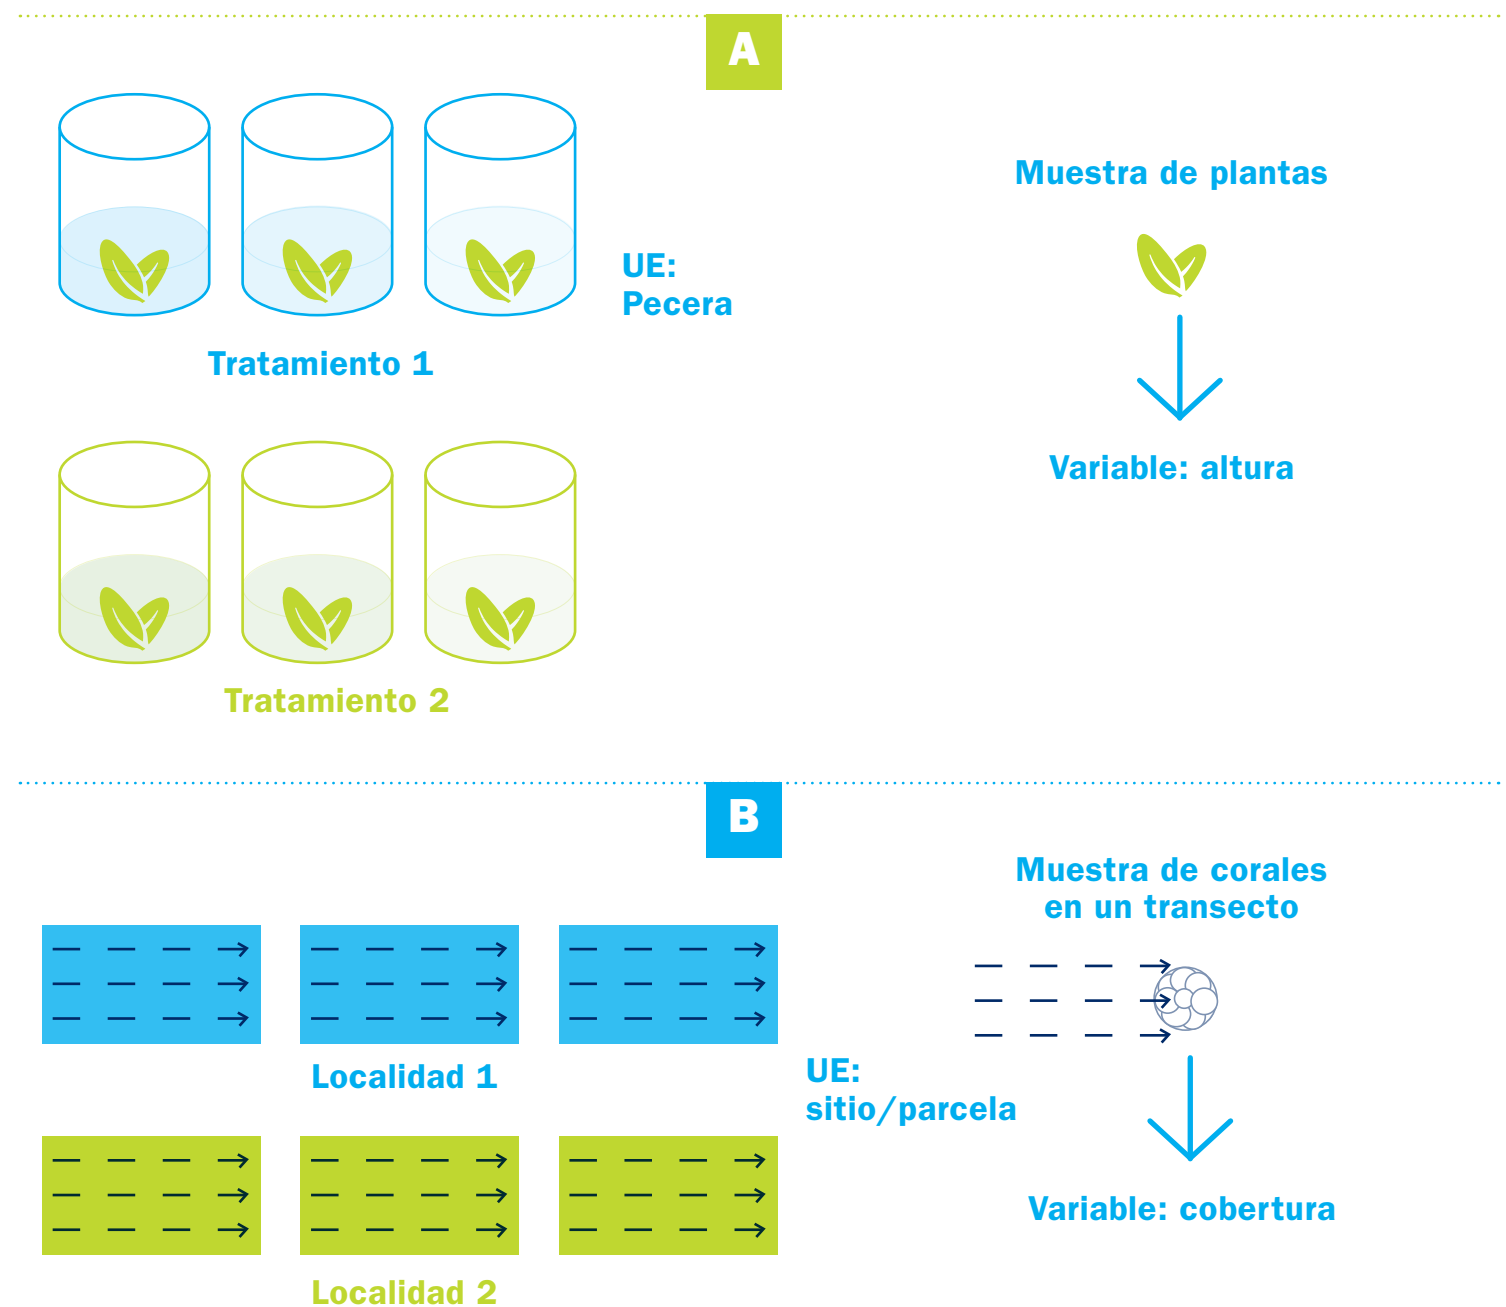 A
Muestra de plantas
UE:
Pecera
Tratamiento 1
Variable: altura
Tratamiento 2
B
Muestra de corales
en un transecto
Localidad 1
UE:
sitio/parcela
Variable: cobertura
Localidad 2